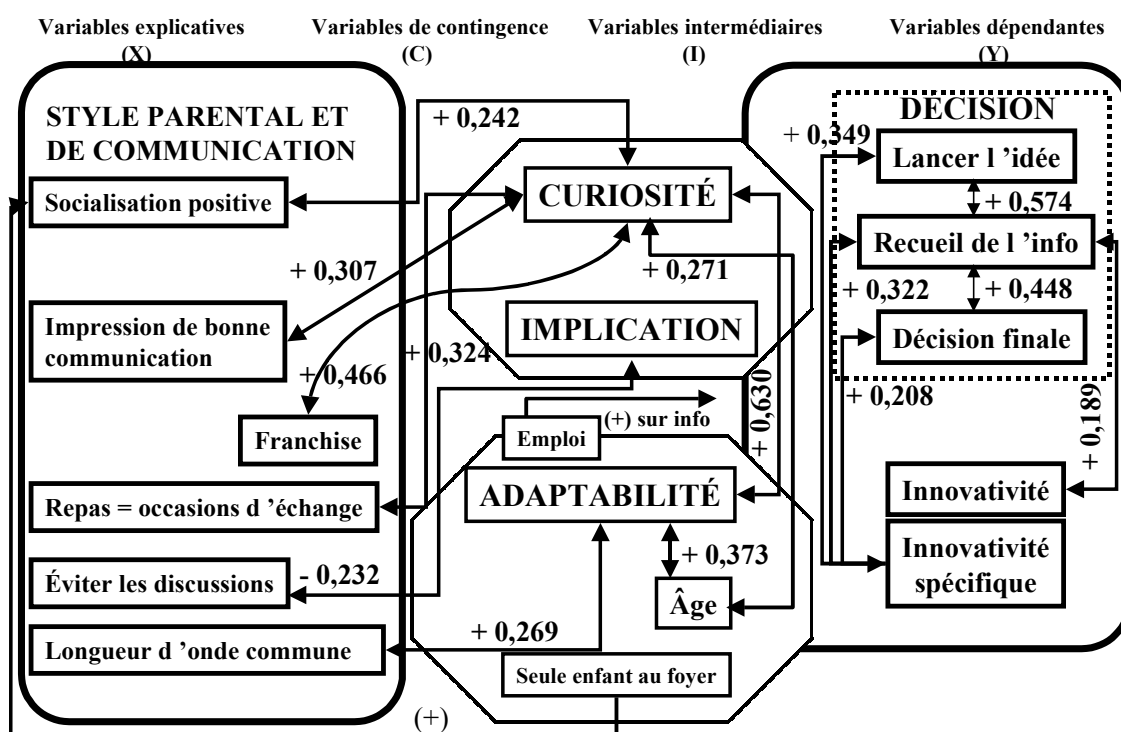 Variables explicatives
(X)
Variables de contingence
(C)
Variables intermédiaires
(I)
Variables dépendantes
(Y)
STYLE PARENTAL ET
DE COMMUNICATION
Socialisation positive
Impression de bonne
communication
Franchise
Repas = occasions d ’échange
Éviter les discussions
Longueur d ’onde commune
+ 0,242
+ 0,307
+ 0,466
+ 0,324
- 0,232
+ 0,269
(+)
CURIOSITÉ
+ 0,271
IMPLICATION
Emploi
(+) sur info
+ 0,630
ADAPTABILITÉ
+ 0,373
Âge
Seule enfant au foyer
DÉCISION
+ 0,349
Lancer l ’idée
+ 0,574
Recueil de l ’info
+ 0,322
+ 0,448
Décision finale
+ 0,208
+ 0,189
Innovativité
Innovativité
spécifique